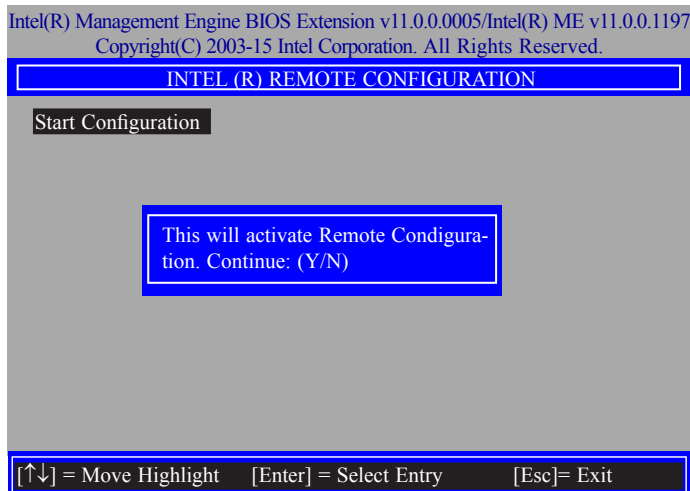 Intel(R) Management Engine BIOS Extension v11.0.0.0005/Intel(R) ME v11.0.0.1197
Copyright(C) 2003-15 Intel Corporation. All Rights Reserved.
INTEL (R) REMOTE CONFIGURATION
Start Configuration
This will activate Remote Condigura-
tion. Continue: (Y/N)
[↑↓] = Move Highlight [Enter] = Select Entry [Esc]= Exit